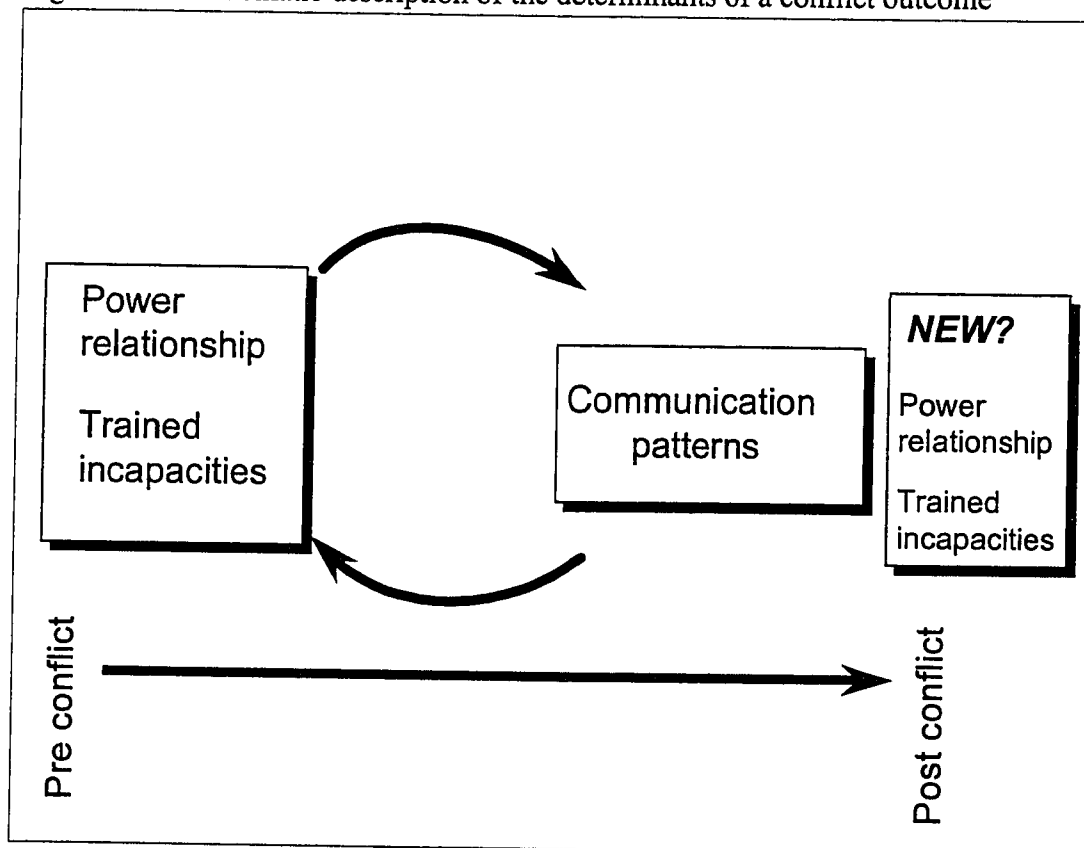 description of the determinants of a conflict outcome
Power
relationship
Trained
incapacities
Communication
patterns
NEW?
Power
relationship
Trained
incapacities
Pre conflict
Post conflict